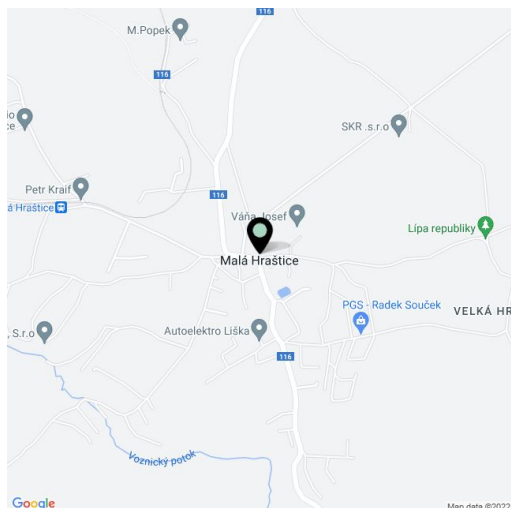 116
M.Popek
116
SKR .s.r.o
Petr Kraif
116
á Hraštice
Váňa Josef
Lípa republiky
Malá Hraštice
PGS - Radek Souček
VELKÁ HR
, S.r.o
Autoelektro Liška
116
Voznický potok
Google
Map data ©2022